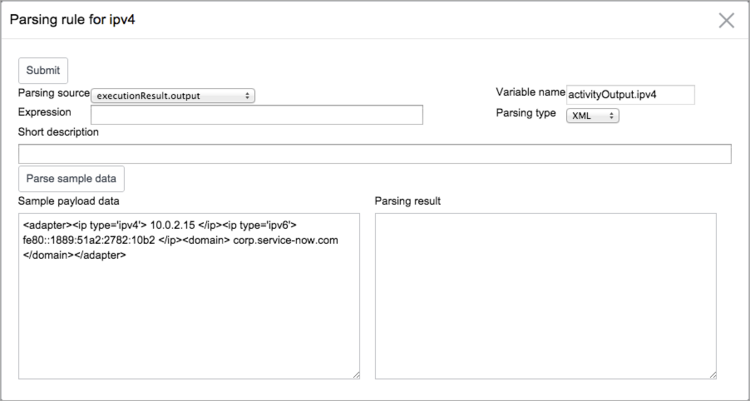 Parsing rule for ipv4
Submit
Parsing source executionResult.output Variable name activityOutput.ipv4
Expression Parsing type XML
Short description
Parse sample data
Sample payload data Parsing result
<adapter><ip type='ipv4'> 10.0.2.15 </ip><ip type='ipv6'>
fe80::1889:51a2:2782:10b2 </ip><domain> corp.service-now.com
</domain></adapter>